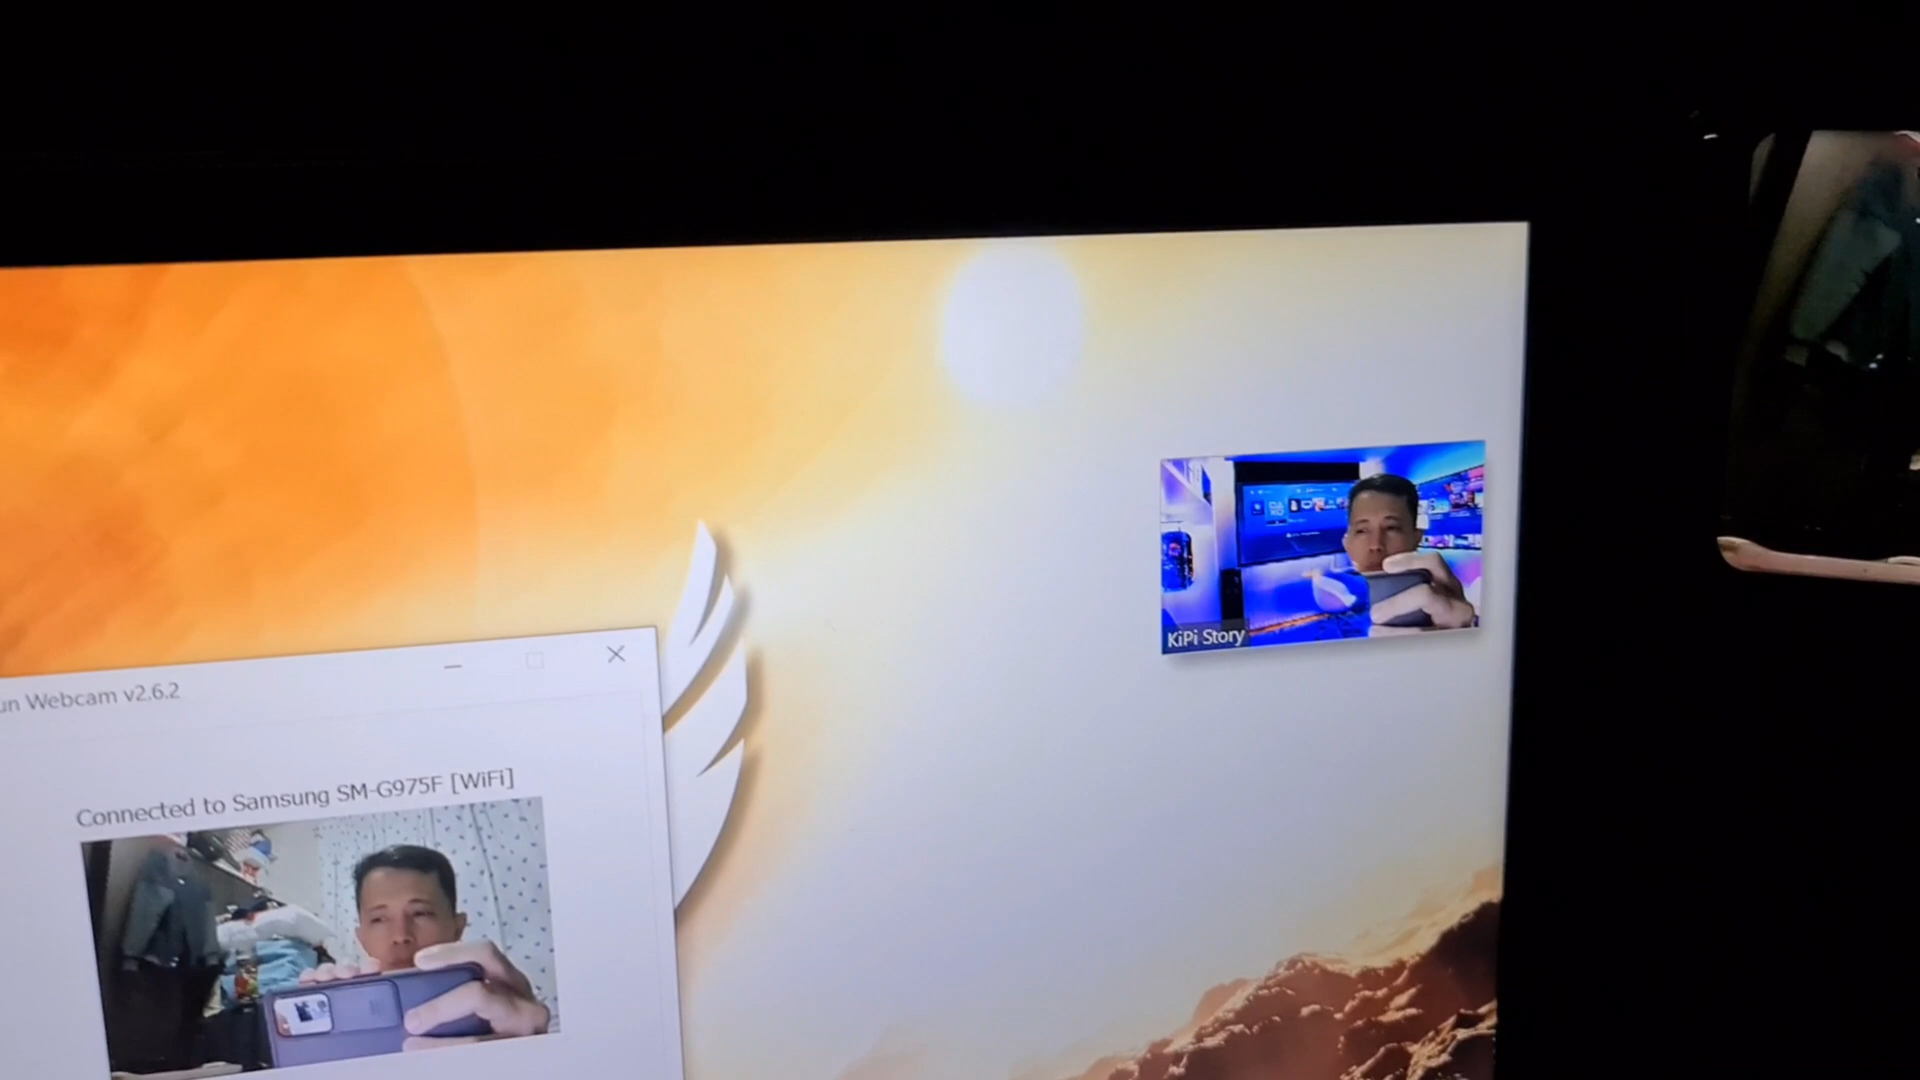 KiPi Story
un Webcam v2.6.2
Connected to Samsung SM-G975F [WiFi]